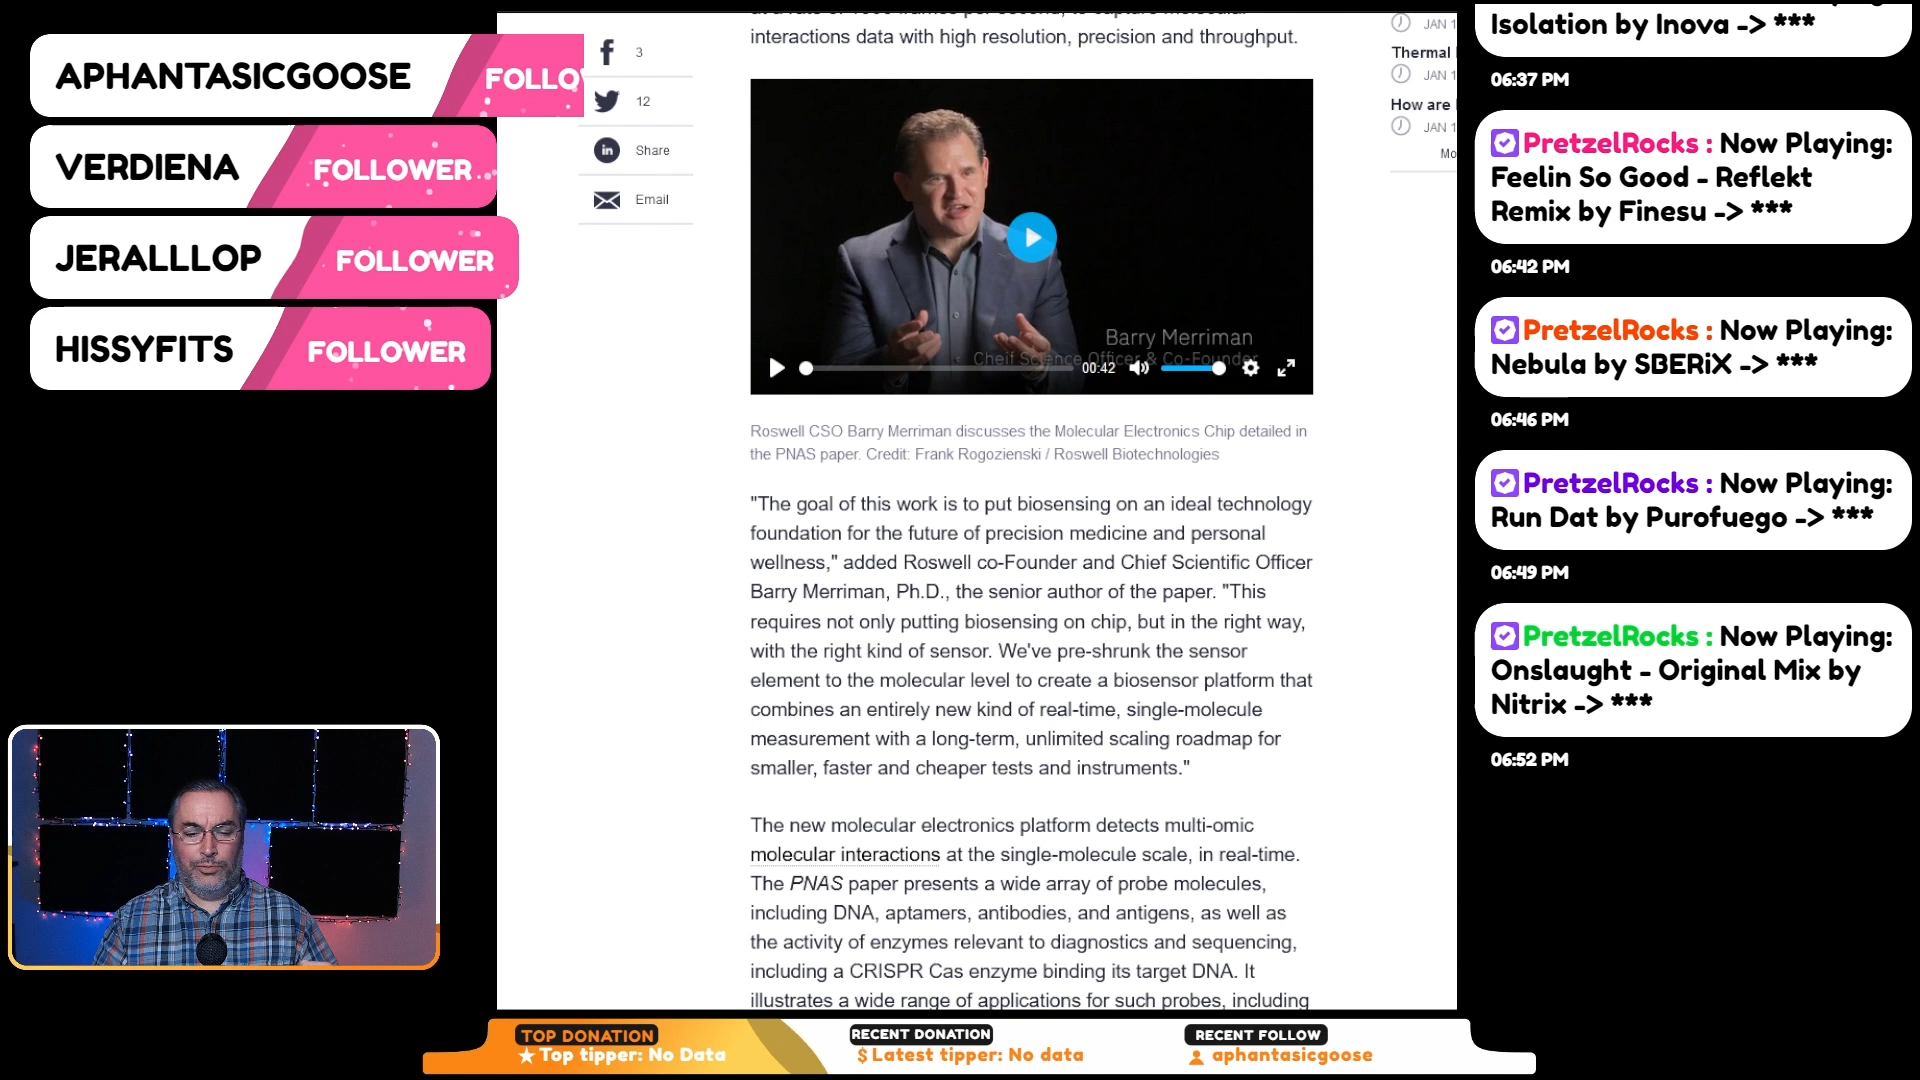 APHANTASICGOOSE
FOLLO
VERDIENA
FOLLOWER
JERALLLOP
FOLLOWER
HISSYFITS
FOLLOWER
3
12
Share
Email
interactions data with high resolution, precision and throughput.
Barry Merriman
Cheif Science Officer & Co-Founder
00:42
Roswell CSO Barry Merriman discusses the Molecular Electronics Chip detailed in
the PNAS paper. Credit: Frank Rogozienski / Roswell Biotechnologies
"The goal of this work is to put biosensing on an ideal technology
foundation for the future of precision medicine and personal
wellness," added Roswell co-Founder and Chief Scientific Officer
Barry Merriman, Ph.D., the senior author of the paper. "This
requires not only putting biosensing on chip, but in the right way,
with the right kind of sensor. We've pre-shrunk the sensor
element to the molecular level to create a biosensor platform that
combines an entirely new kind of real-time, single-molecule
measurement with a long-term, unlimited scaling roadmap for
smaller, faster and cheaper tests and instruments."
The new molecular electronics platform detects multi-omic
molecular interactions at the single-molecule scale, in real-time.
The PNAS paper presents a wide array of probe molecules,
including DNA, aptamers, antibodies, and antigens, as well as
the activity of enzymes relevant to diagnostics and sequencing,
including a CRISPR Cas enzyme binding its target DNA. It
illustrates a wide range of applications for such probes, including
JAN 1
Thermal
JAN 1
How are
JAN 1
Mo
Isolation by Inova -> ***
06:37 PM
PretzelRocks : Now Playing:
Feelin So Good - Reflekt
Remix by Finesu -> ***
06:42 PM
PretzelRocks : Now Playing:
Nebula by SBERiX -> ***
06:46 PM
PretzelRocks : Now Playing:
Run Dat by Purofuego -> ***
06:49 PM
PretzelRocks : Now Playing:
Onslaught - Original Mix by
Nitrix -> ***
06:52 PM
TOP DONATION
Top tipper: No Data
RECENT DONATION
$ Latest tipper: No data
RECENT FOLLOW
aphantasicgoose